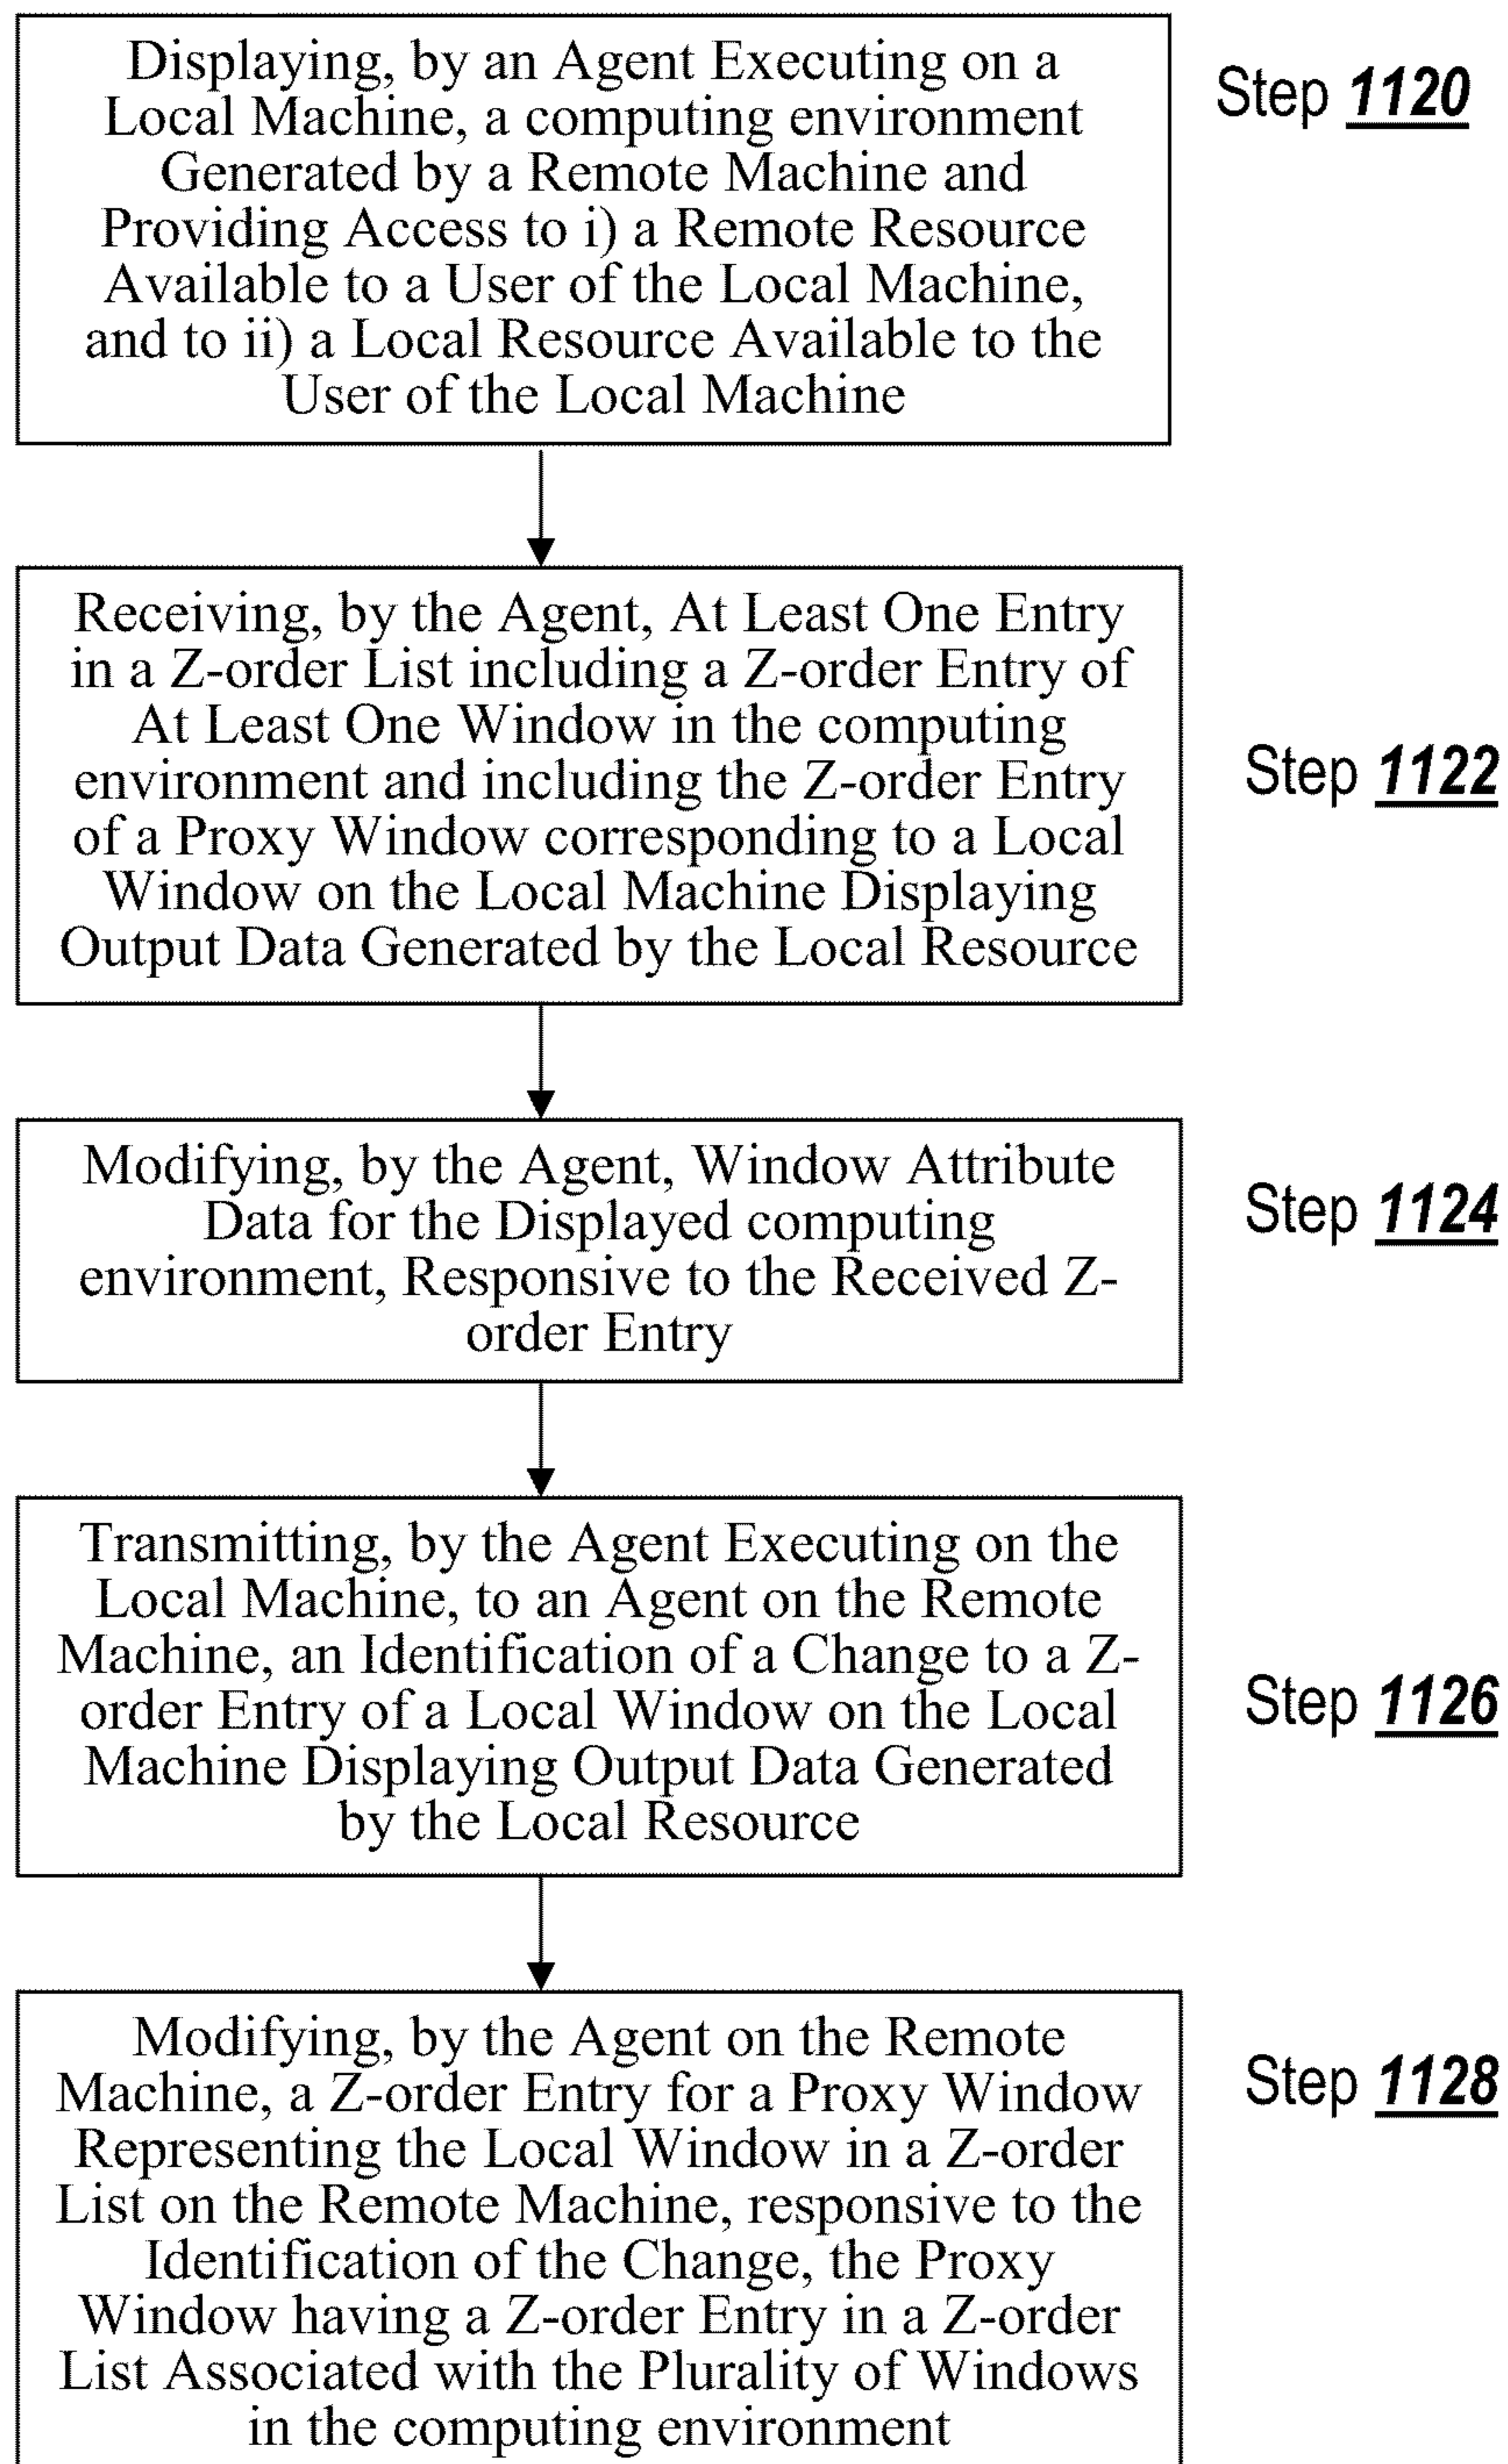 Displaying, by an Agent Executing on a
Local Machine, a computing environment
Generated by a Remote Machine and
Providing Access to i) a Remote Resource
Available to a User of the Local Machine,
and to ii) a Local Resource Available to the
User of the Local Machine
Step 1120
Receiving, by the Agent, At Least One Entry
in a Z-order List including a Z-order Entry of
At Least One Window in the computing
environment and including the Z-order Entry
of a Proxy Window corresponding to a Local
Window on the Local Machine Displaying
Output Data Generated by the Local Resource
Step 1122
Modifying, by the Agent, Window Attribute
Data for the Displayed computing
environment, Responsive to the Received Z-
order Entry
Step 1124
Transmitting, by the Agent Executing on the
Local Machine, to an Agent on the Remote
Machine, an Identification of a Change to a Z-
order Entry of a Local Window on the Local
Machine Displaying Output Data Generated
by the Local Resource
Step 1126
Modifying, by the Agent on the Remote
Machine, a Z-order Entry for a Proxy Window
Representing the Local Window in a Z-order
List on the Remote Machine, responsive to the
Identification of the Change, the Proxy
Window having a Z-order Entry in a Z-order
List Associated with the Plurality of Windows
in the computing environment
Step 1128